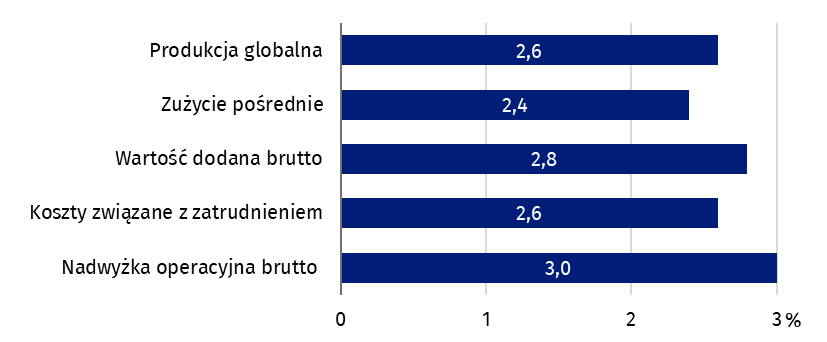 Produkcja globalna 2,6
Zużycie pośrednie 2,4
Wartość dodana brutto 2,8
Koszty związane z zatrudnieniem 2,6
Nadwyżka operacyjna brutto 3,0
0 1 2 3 %